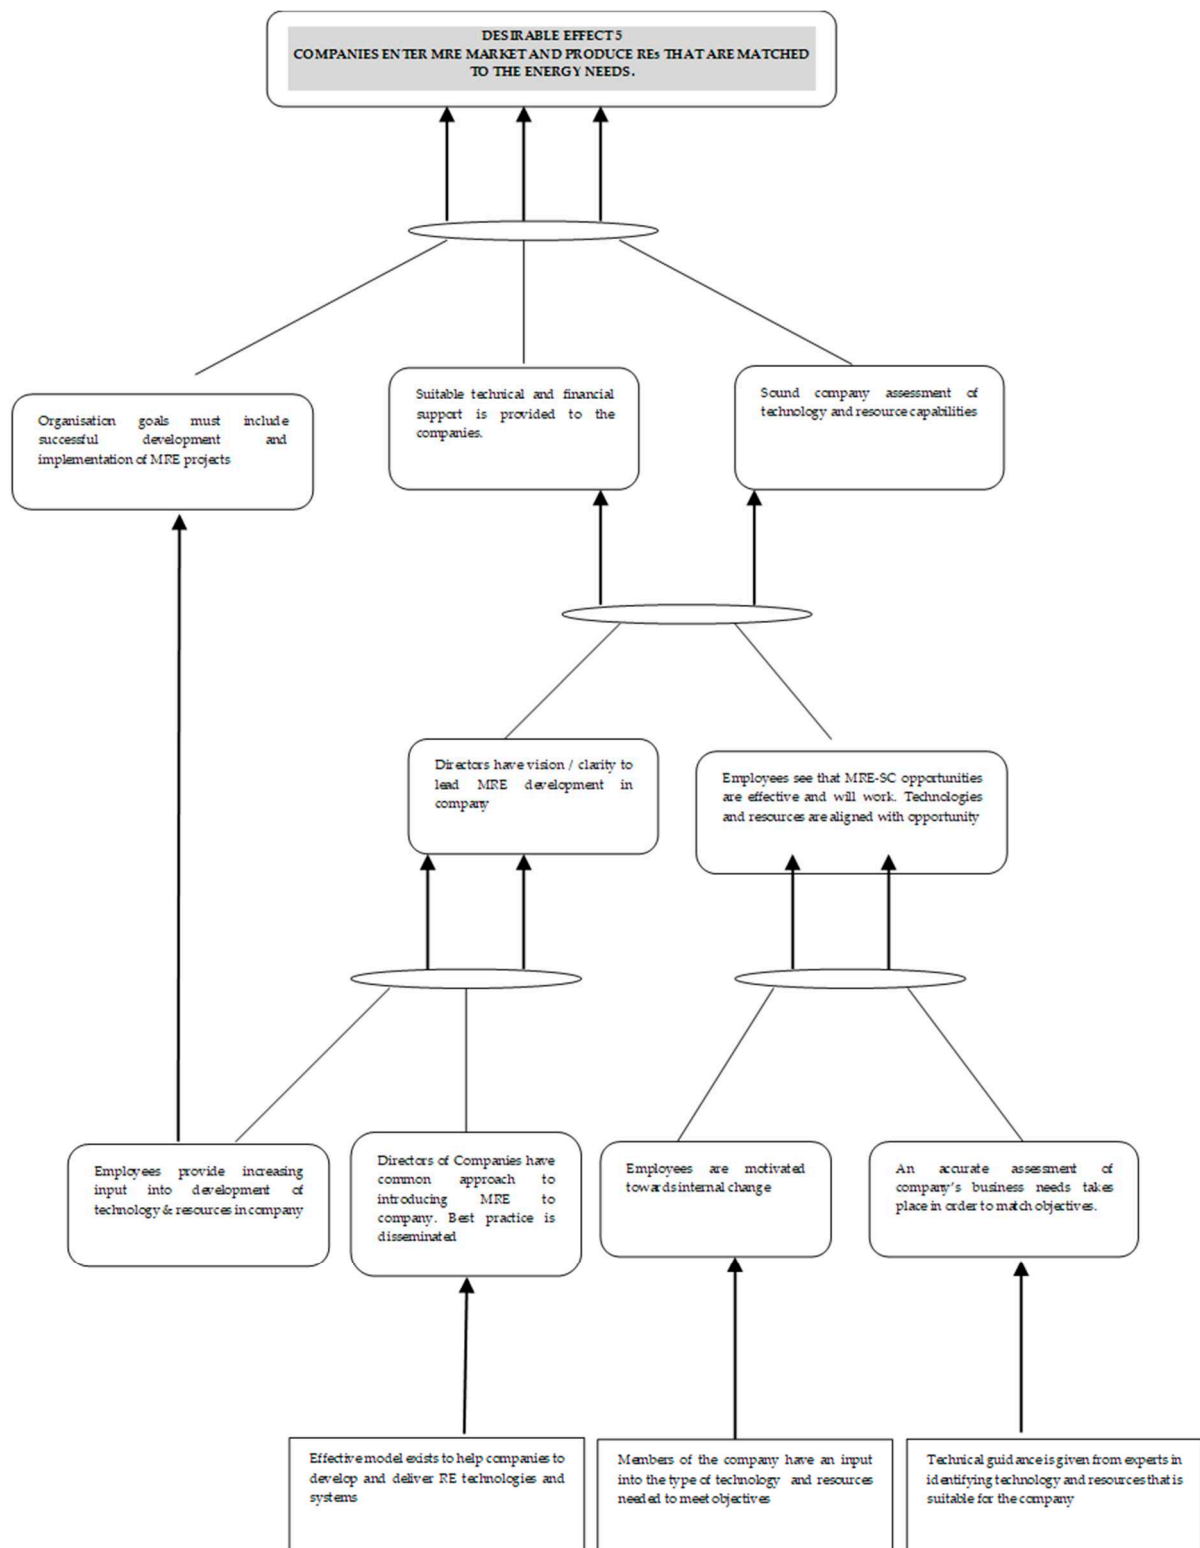 DESIRABLE EFFECT 5
COMPANIES ENTER MRE MARKET AND PRODUCE REs THAT ARE MATCHED
TO THE ENERGY NEEDS.
Organisation goals must include
successful development and
implementation of MRE projects
Suitable technical and financial
support is provided to the
companies.
Sound company assessment of
technology and resource capabilities
Directors have vision / clarity to
lead MRE development in
company
Employees see that MRE-SC opportunities
are effective and will work. Technologies
and resources are aligned with opportunity
Employees provide increasing
input into development of
technology & resources in company
Directors of Companies have
common approach to
introducing MRE to
company. Best practice is
disseminated
Employees are motivated
towards internal change
An accurate assessment of
company's business needs takes
place in order to match objectives.
Effective model exists to help companies to
develop and deliver RE technologies and
systems
Members of the company have an input
into the type of technology and resources
needed to meet objectives
Technical guidance is given from experts in
identifying technology and resources that is
suitable for the company